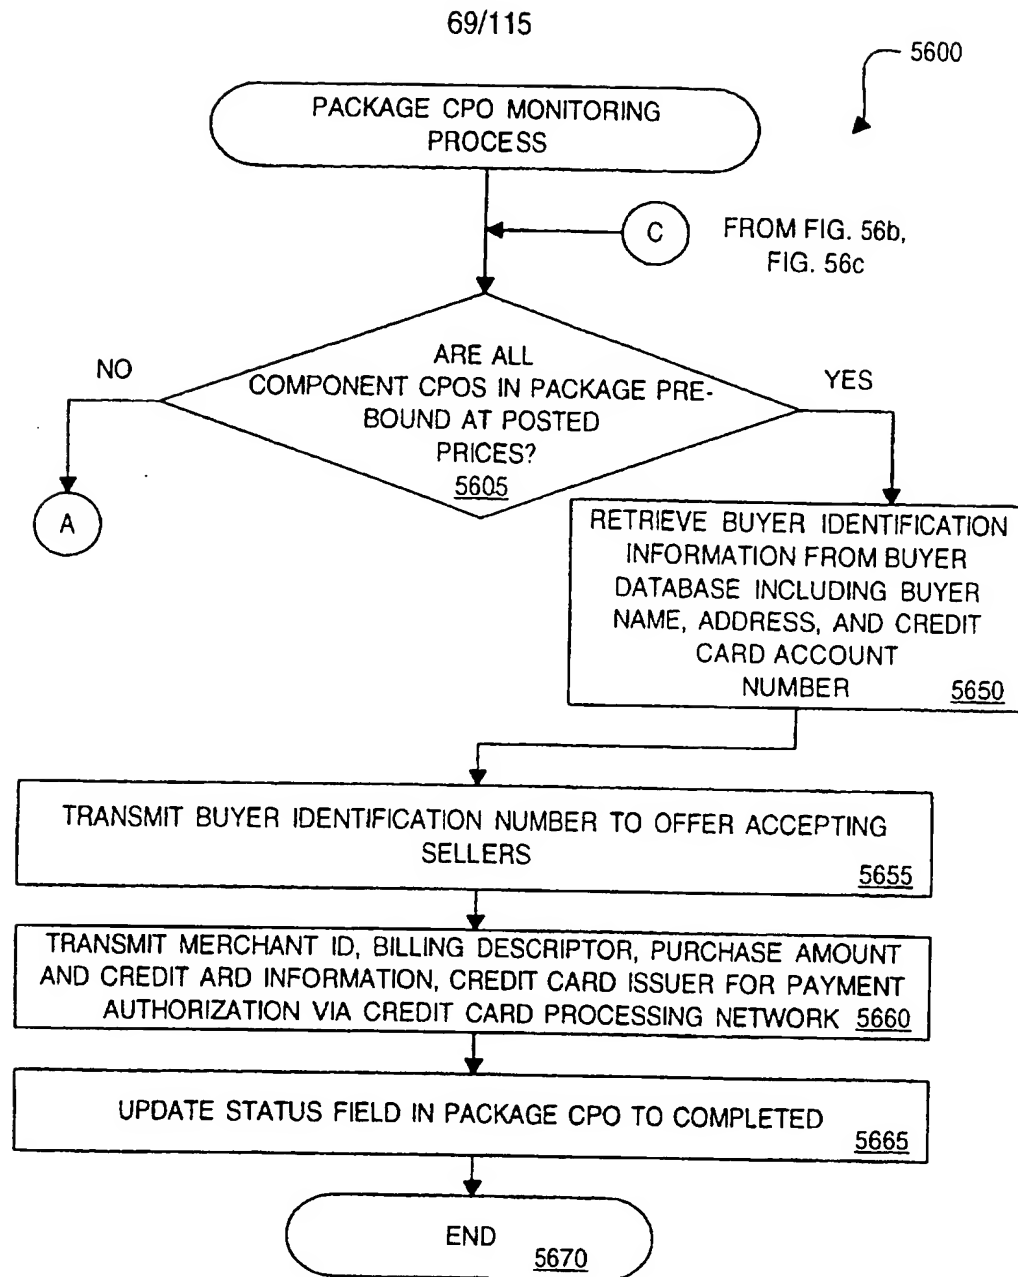 69/115
5600
PACKAGE CPO MONITORING
PROCESS
C
FROM FIG. 56b,
FIG. 56c
NO
ARE ALL
COMPONENT CPOS IN PACKAGE PRE-
BOUND AT POSTED
PRICES?
5605
YES
A
RETRIEVE BUYER IDENTIFICATION
INFORMATION FROM BUYER
DATABASE INCLUDING BUYER
NAME, ADDRESS, AND CREDIT
CARD ACCOUNT
NUMBER 5650
TRANSMIT BUYER IDENTIFICATION NUMBER TO OFFER ACCEPTING
SELLERS
5655
TRANSMIT MERCHANT ID, BILLING DESCRIPTOR, PURCHASE AMOUNT
AND CREDIT ARD INFORMATION, CREDIT CARD ISSUER FOR PAYMENT
AUTHORIZATION VIA CREDIT CARD PROCESSING NETWORK 5660
UPDATE STATUS FIELD IN PACKAGE CPO TO COMPLETED
5665
END
5670